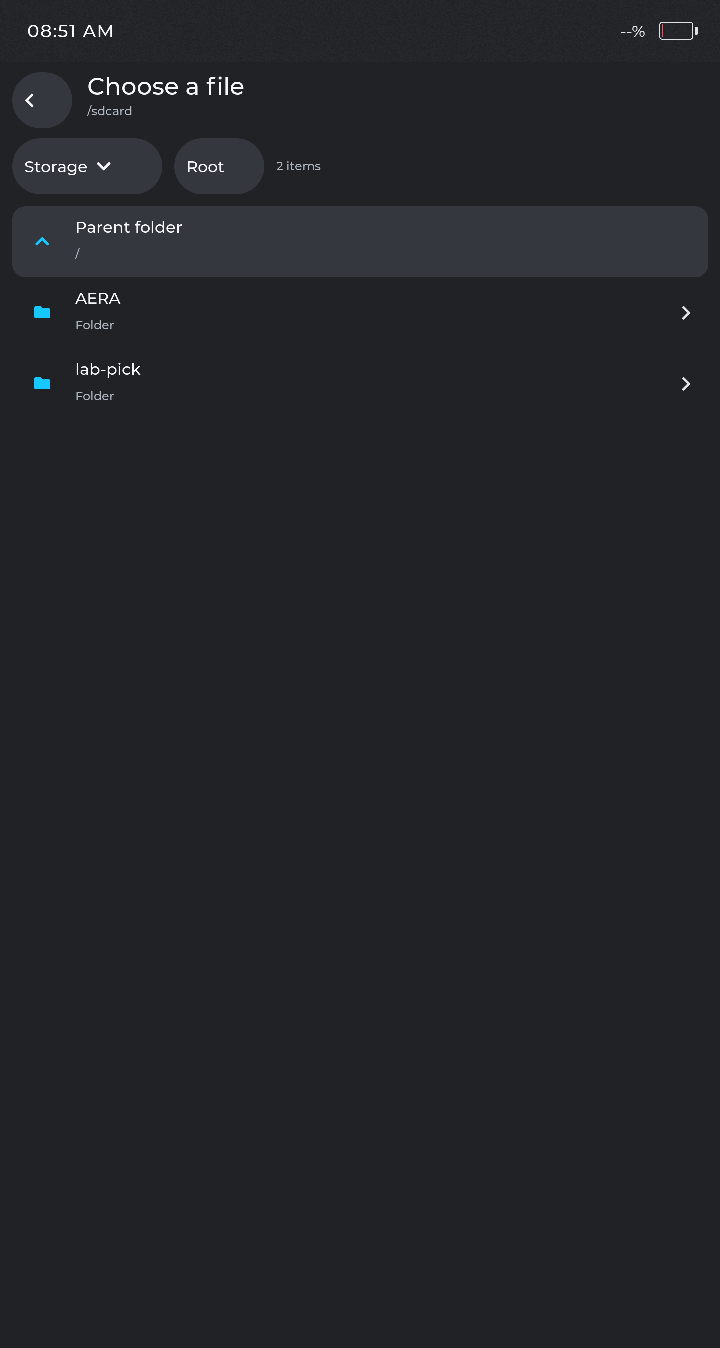 08:51 AM
--%
Choose a file
/sdcard
Storage
Root
2 items
Parent folder
/
AERA
Folder
lab-pick
Folder